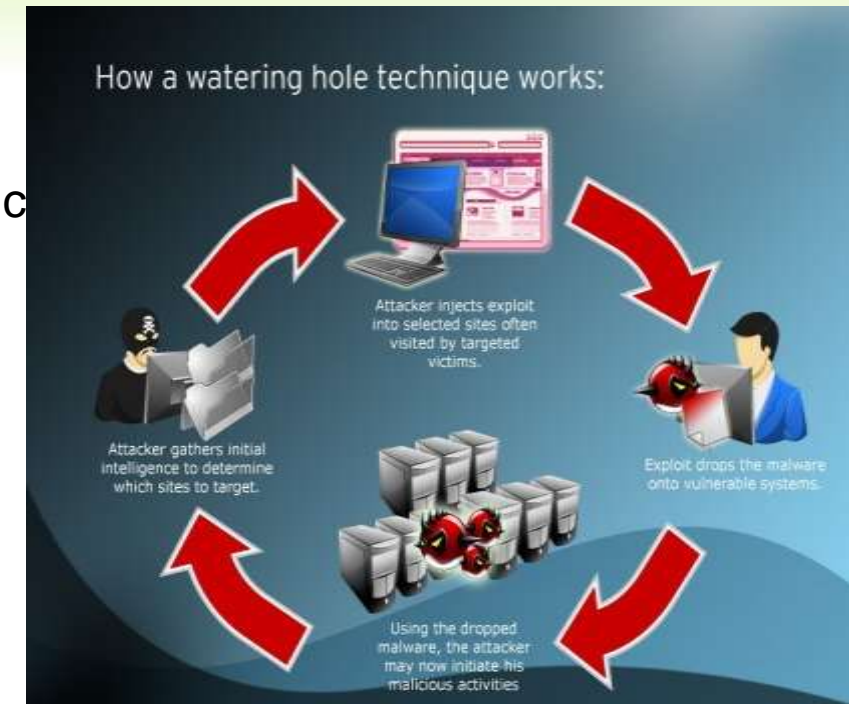 How a watering hole technique works:
c
Attacker injects exploit
into selected sites often
visited by targeted
victims.
Attacker gathers initial
intelligence to determine
which sites to target.
Exploit drops the malware
onto vulnerable systems.
Using the dropped
malware, the attacker
may now initiate his
malicious activities